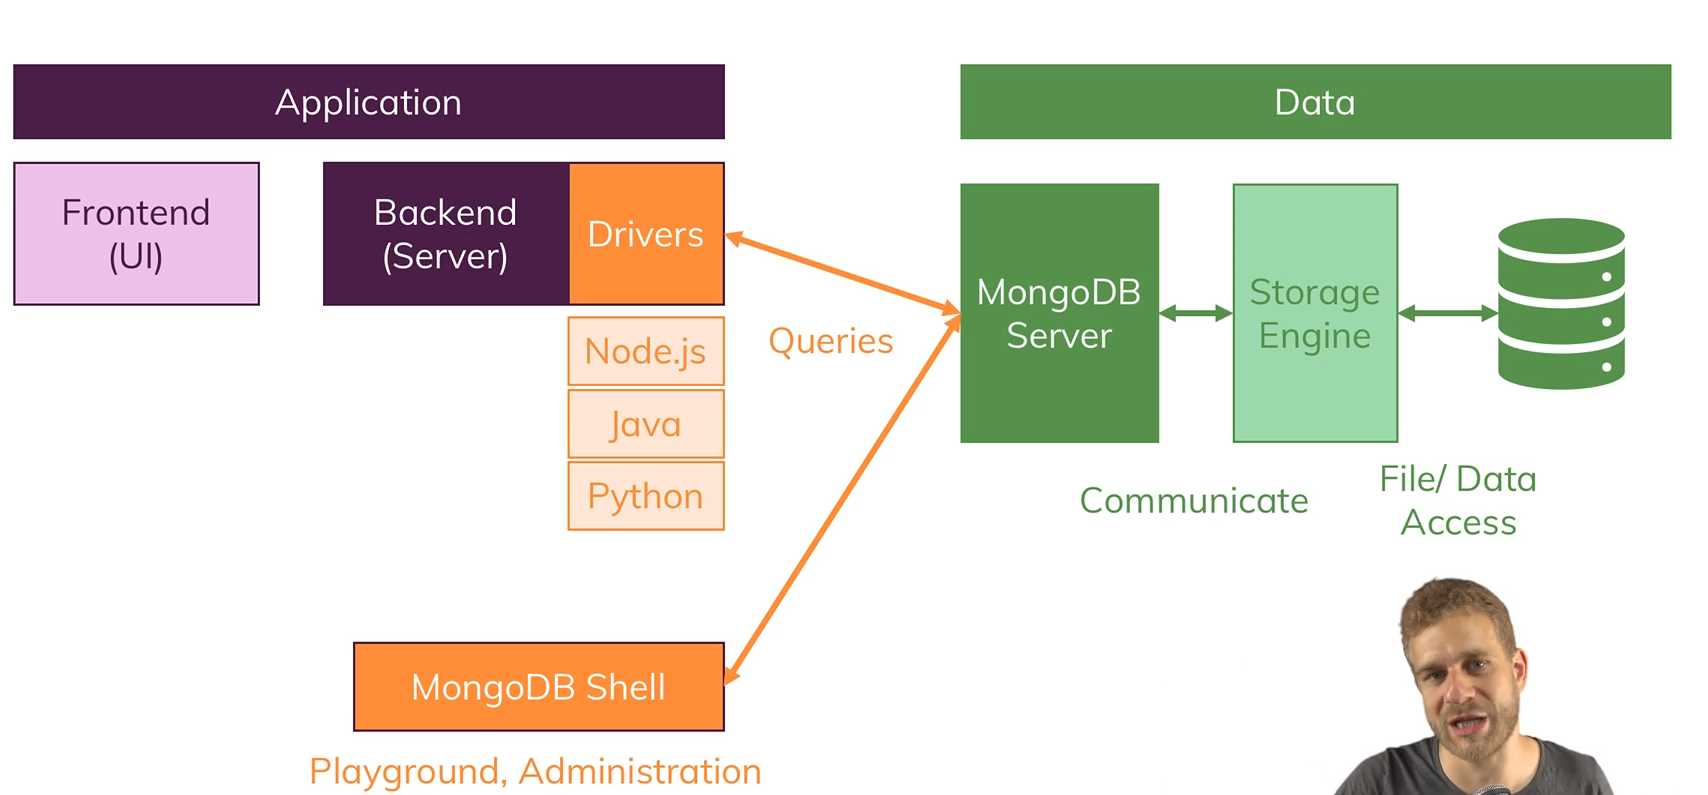 Application
Data
Frontend
(UI)
Backend
(Server)
Drivers
Node.js
Java
Python
Queries
MongoDB
Server
Storage
Engine
Communicate
File/ Data
Access
MongoDB Shell
Playground, Administration